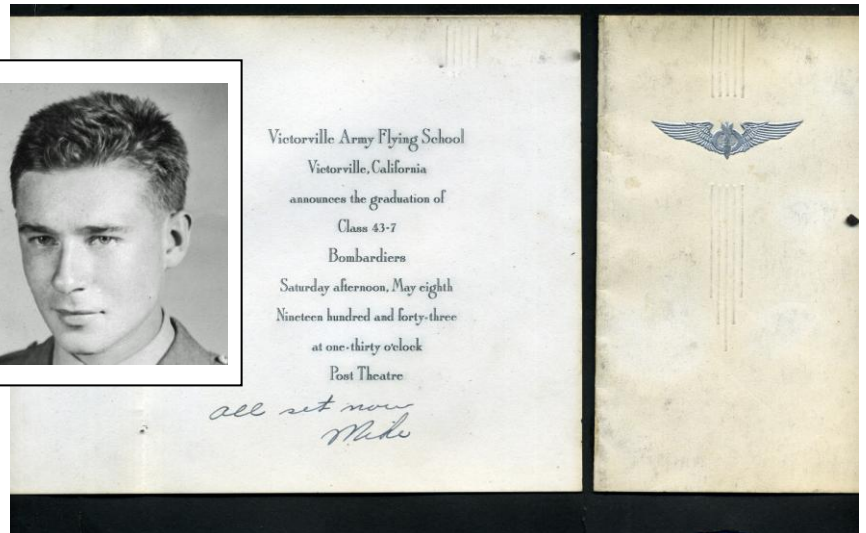 Victorville Army Flying School
Victorville, California
announces the graduation of
Class 43-7
Bombardiers
Saturday afternoon, May eighth
Nineteen hundred and forty-three
at one-thirty o'clock
Post Theatre
all set now
Mike